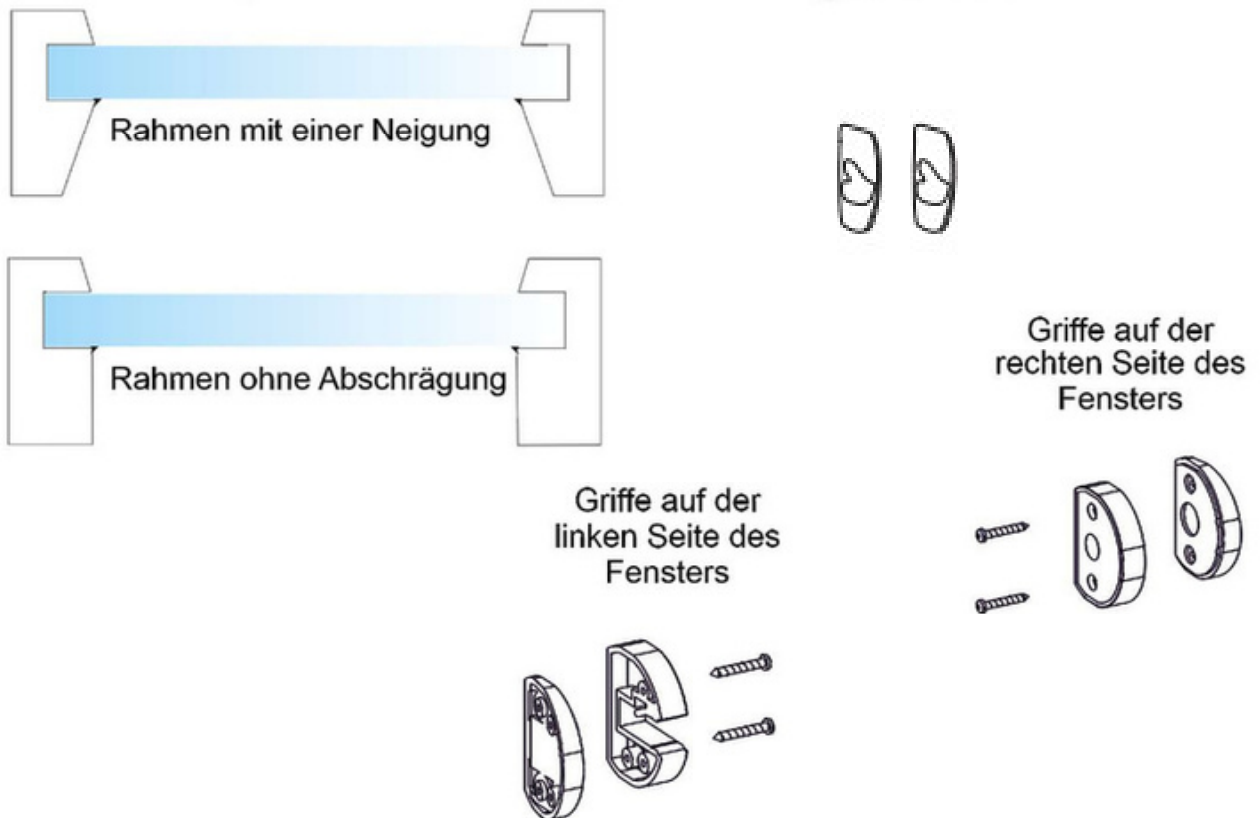 Rahmen mit einer Neigung
Rahmen ohne Abschrägung
Griffe auf der
rechten Seite des
Fensters
Griffe auf der
linken Seite des
Fensters